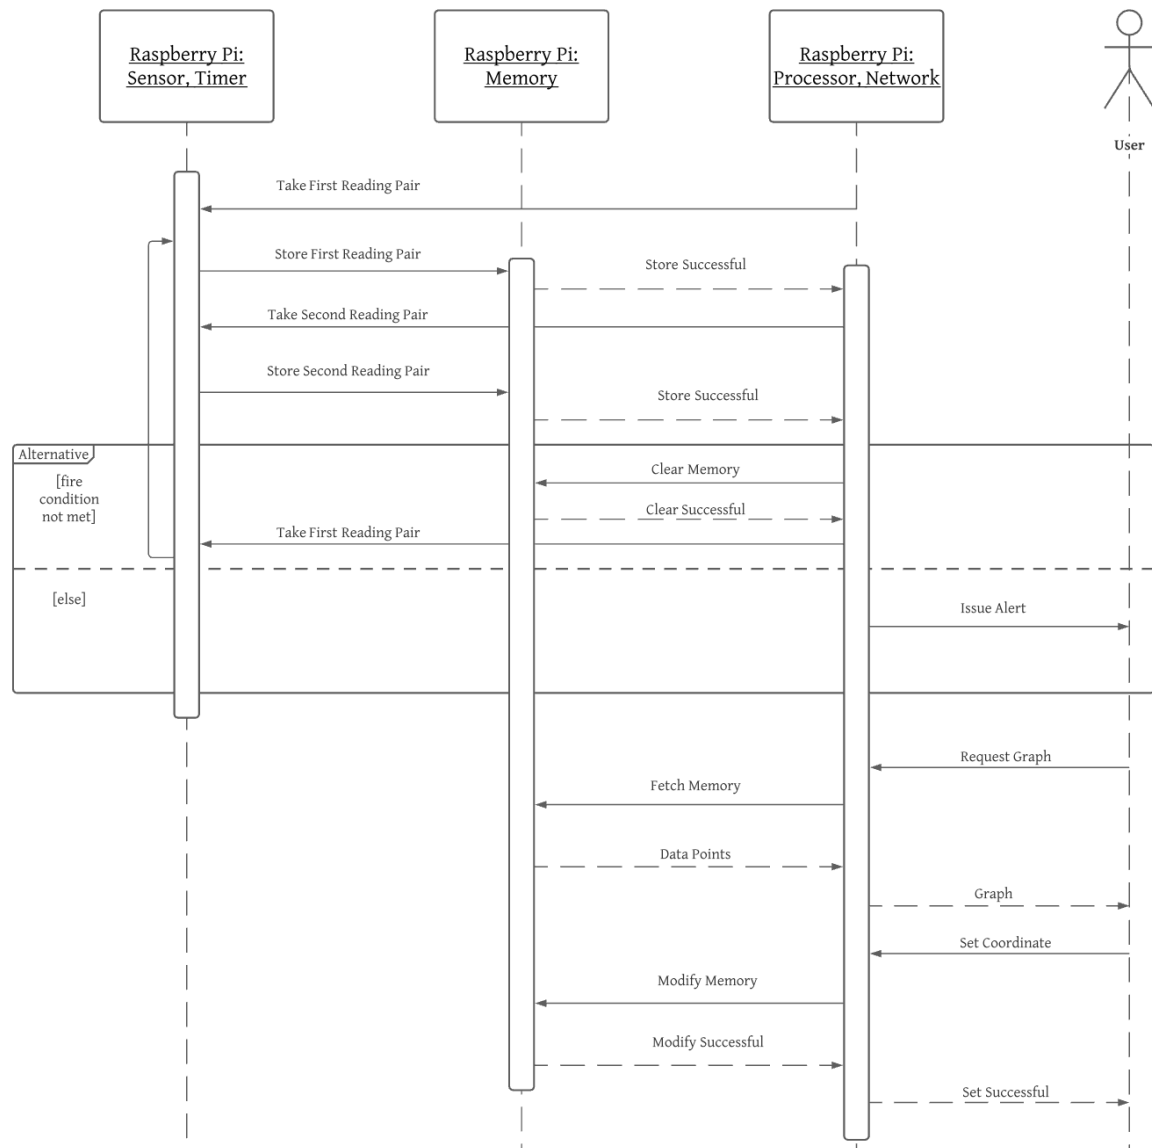 Raspberry Pi:
Sensor, Timer
Raspberry Pi:
Memory
Raspberry Pi:
Processor, Network
User
Take First Reading Pair
Store First Reading Pair
Store Successful
Take Second Reading Pair
Store Second Reading Pair
Store Successful
Alternative
[fire
condition
not met]
Clear Memory
Clear Successful
Take First Reading Pair
[else]
Issue Alert
Request Graph
Fetch Memory
Data Points
Graph
Set Coordinate
Modify Memory
Modify Successful
Set Successful